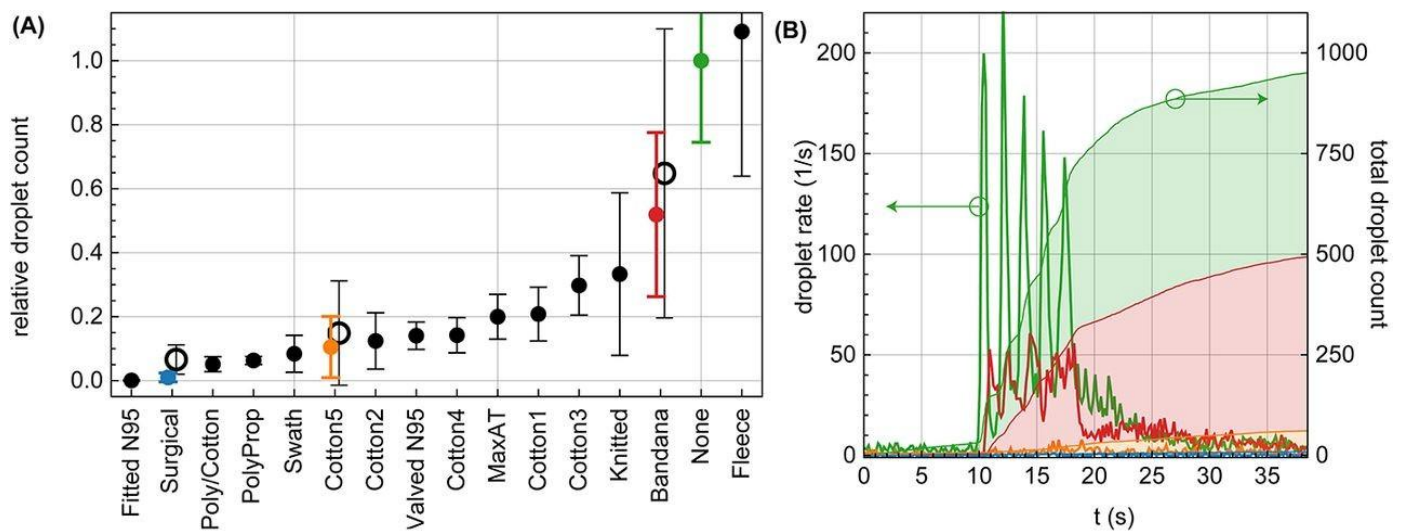 (A)
relative droplet count
1.0
0.8
0.6
0.4
0.2
0.0
Fitted N95
Surgical
Poly/Cotton
PolyProp
Swath
Cotton5
Cotton2
Valved N95
Cotton4
MaxAT
Cotton1
Cotton3
Knitted
Bandana
None
Fleece
(B)
droplet rate (1/s)
200
150
100
50
0
0 5 10 15 20 25 30 35
t (s)
1000
750
500
250
0
total droplet count